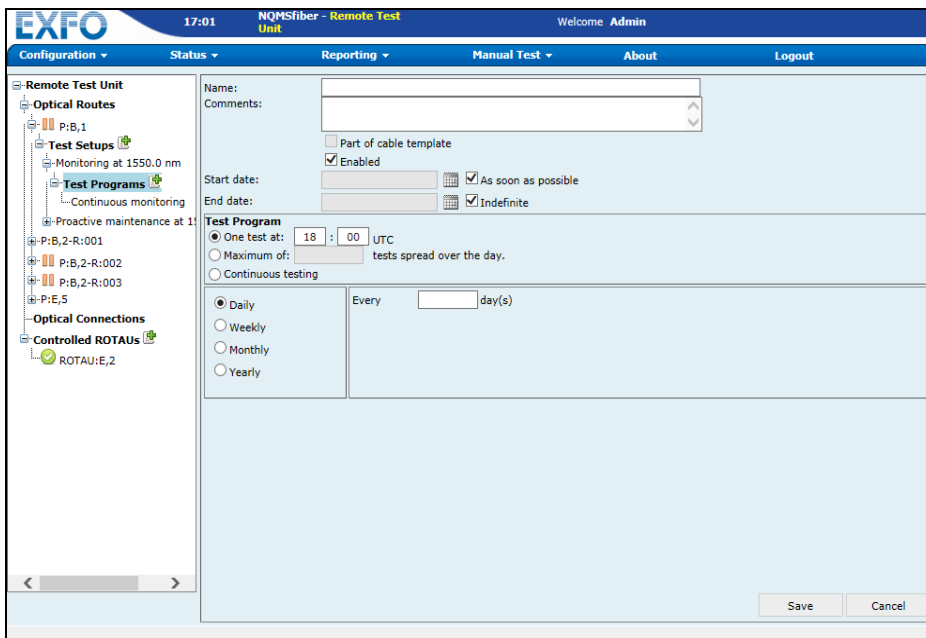 EXFO
17:01
NQMSfiber - Remote Test
Unit
Welcome Admin
Configuration
Status
Reporting
Manual Test
About
Logout
Remote Test Unit
Optical Routes
P:B,1
Test Setups
Monitoring at 1550.0 nm
Test Programs
Continuous monitoring
Proactive maintenance at 15
P:B,2-R:001
P:B,2-R:002
P:B,2-R:003
P:E,5
Optical Connections
Controlled ROTAUs
ROTAU:E,2
Name:
Comments:
Part of cable template
Enabled
Start date:
As soon as possible
End date:
Indefinite
Test Program
One test at: 18 : 00 UTC
Maximum of: tests spread over the day.
Continuous testing
Daily
Weekly
Monthly
Yearly
Every day(s)
Save
Cancel